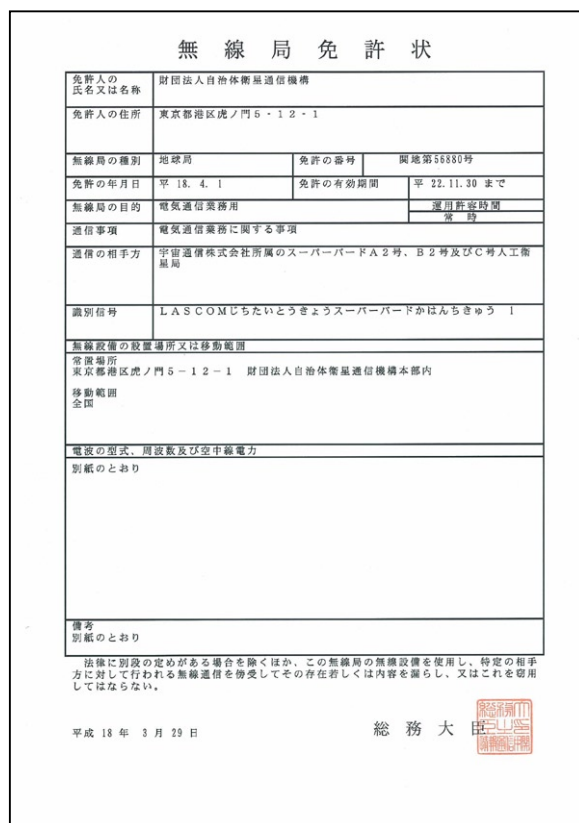 無線局免許状
免許人の
氏名又は名称
財団法人自治体衛星通信機構
免許人の住所
東京都港区虎ノ門5-12-1
無線局の種別
地球局
免許の番号
関地第56880号
免許の年月日
平 18. 4. 1
免許の有効期間
平 22.11.30 まで
無線局の目的
電気通信業務用
運用許容時間
常 時
通信事項
電気通信業務に関する事項
通信の相手方
宇宙通信株式会社所属のスーパーバードA2号、B2号及びC号人工衛
星局
識別信号
LASCOMじちたいとうきょうスーパーバードかはんちきゅう 1
無線設備の設置場所又は移動範囲
常置場所
東京都港区虎ノ門5-12-1 財団法人自治体衛星通信機構本部内
移動範囲
全国
電波の型式、周波数及び空中線電力
別紙のとおり
備考
別紙のとおり
法律に別段の定めがある場合を除くほか、この無線局の無線設備を使用し、特定の相手
方に対して行われる無線通信を傍受してその存在若しくは内容を漏らし、又はこれを窃用
してはならない。
平成 18 年 3 月 29 日
総務大臣